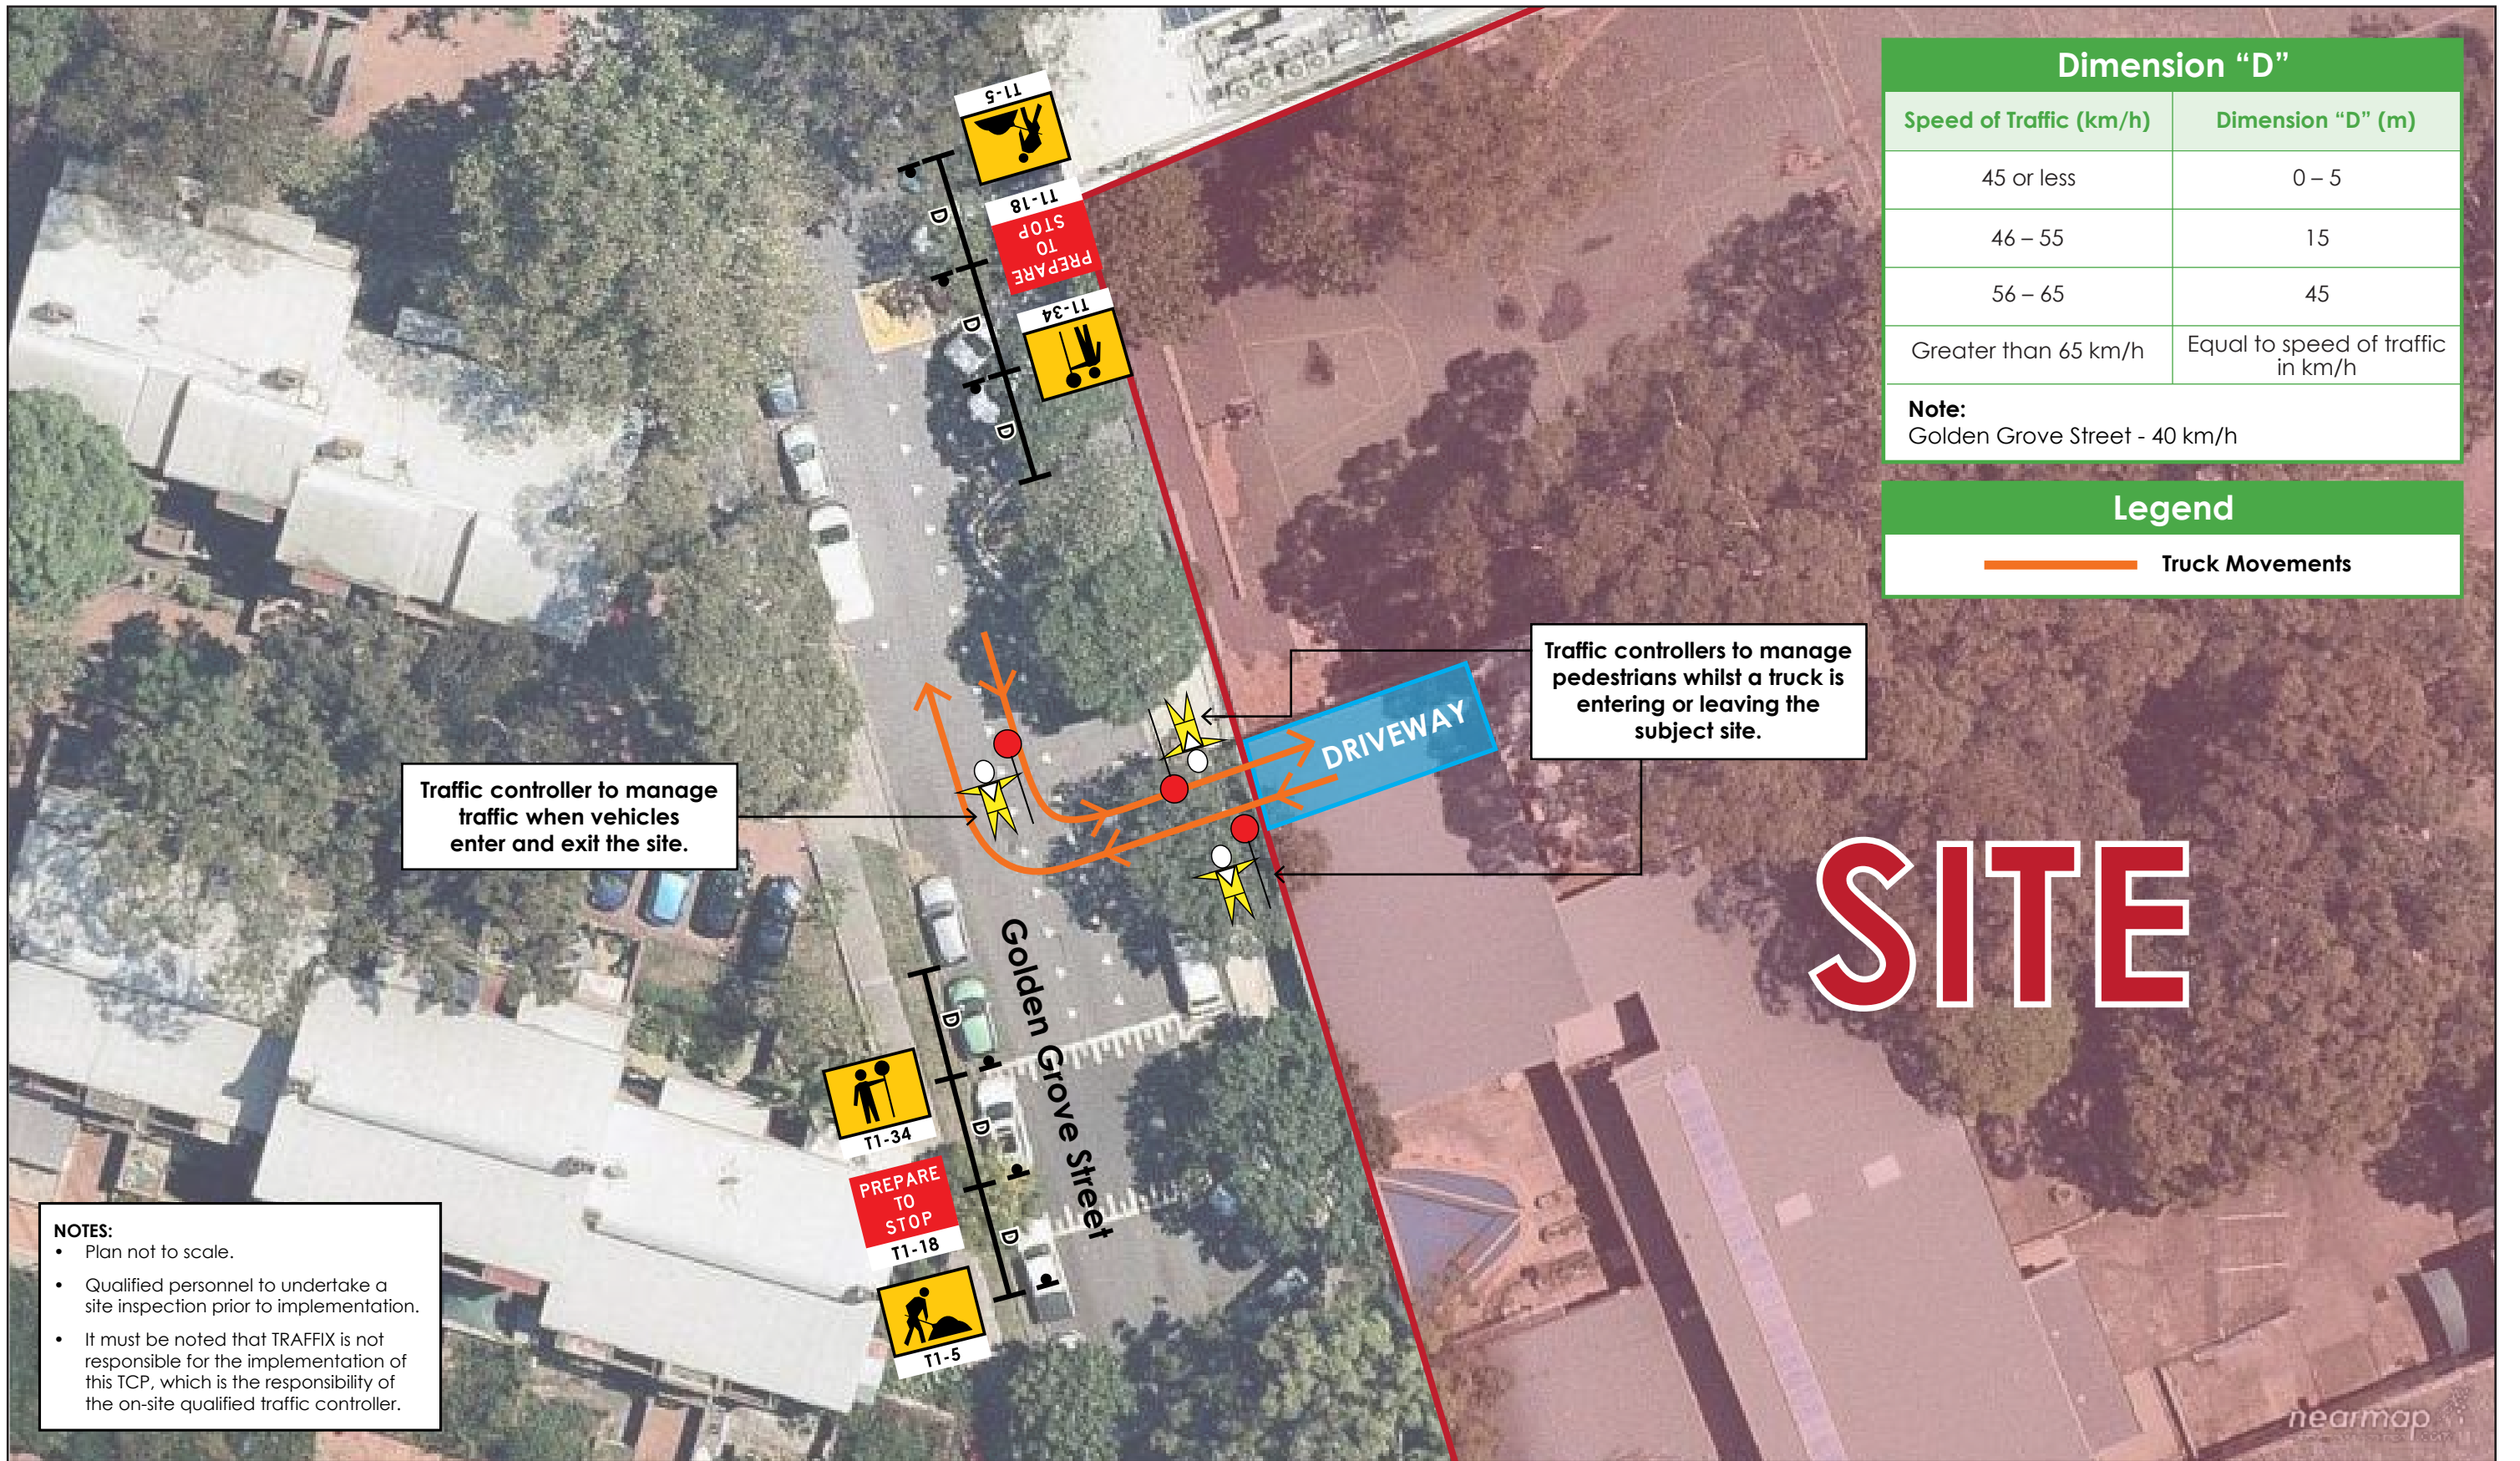 T1-5
T1-18
PREPARE
TO
STOP
T1-34
D
D
D
Dimension “D”
Speed of Traffic (km/h)
Dimension “D” (m)
45 or less
0 – 5
46 – 55
15
56 – 65
45
Greater than 65 km/h
Equal to speed of traffic
in km/h
Note:
Golden Grove Street - 40 km/h
Legend
Truck Movements
Traffic controllers to manage
pedestrians whilst a truck is
entering or leaving the
subject site.
DRIVEWAY
Traffic controller to manage
traffic when vehicles
enter and exit the site.
SITE
Golden Grove Street
D
D
D
T1-34
PREPARE
TO
STOP
T1-18
T1-5
NOTES:
• Plan not to scale.
• Qualified personnel to undertake a
site inspection prior to implementation.
• It must be noted that TRAFFIX is not
responsible for the implementation of
this TCP, which is the responsibility of
the on-site qualified traffic controller.
nearmap